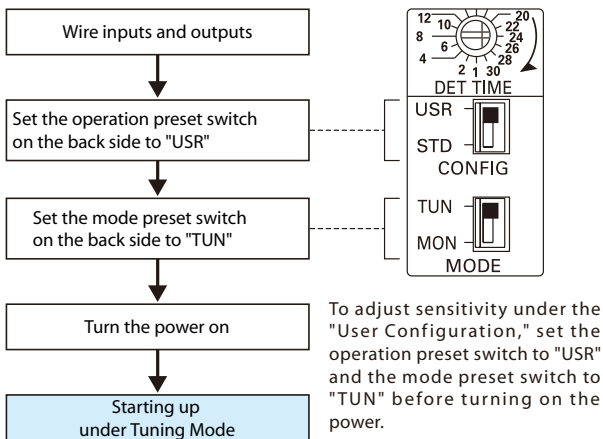 Wire inputs and outputs
Set the operation preset switch
on the back side to "USR"
Set the mode preset switch
on the back side to "TUN"
Turn the power on
Starting up
under Tuning Mode
12
10
8
6
4
2
1
30
28
26
24
22
20
DET TIME
USR
STD
CONFIG
TUN
MON
MODE
To adjust sensitivity under the
"User Configuration," set the
operation preset switch to "USR"
and the mode preset switch to
"TUN" before turning on the
power.